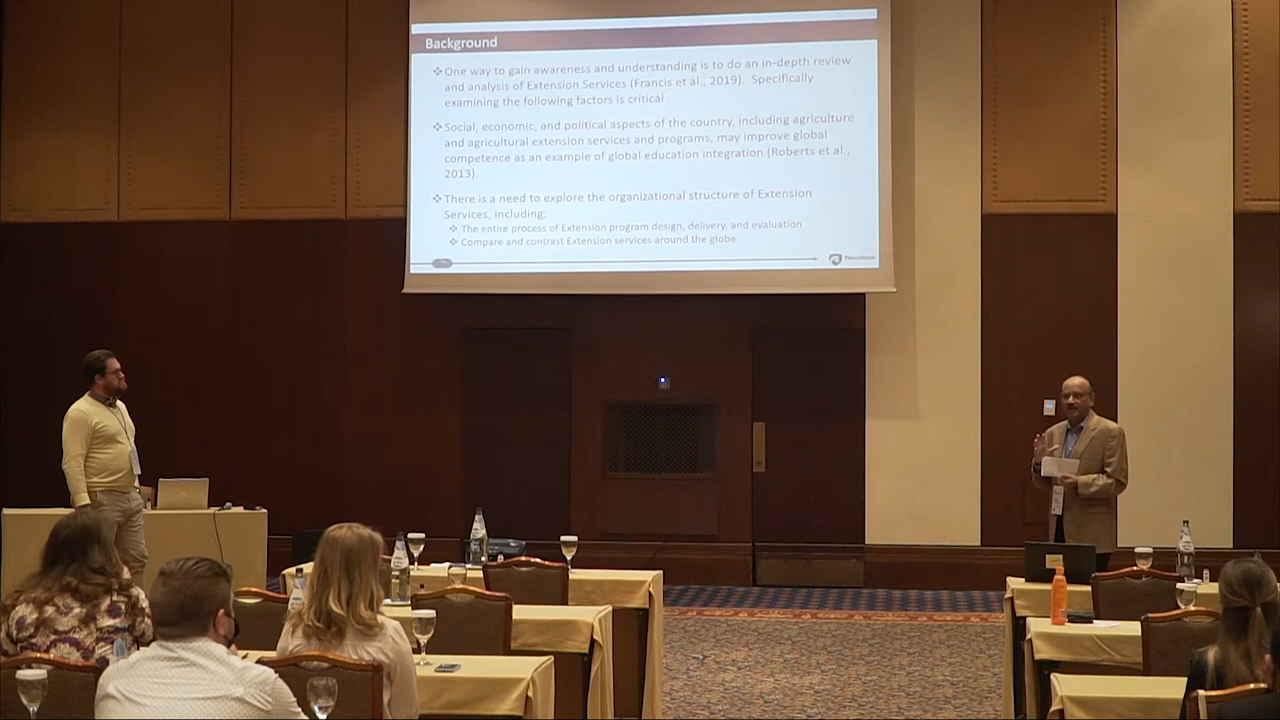 Background
❖ One way to gain awareness and understanding is to do an in-depth review
and analysis of Extension Services (Francis et al., 2019). Specifically
examining the following factors is critical
❖ Social, economic, and political aspects of the country, including agriculture
and agricultural extension services and programs, may improve global
competence as an example of global education integration (Roberts et al.,
2013).
❖ There is a need to explore the organizational structure of Extension
Services, including:
❖ The entire process of Extension program design, delivery, and evaluation
❖ Compare and contrast Extension services around the globe
PennState